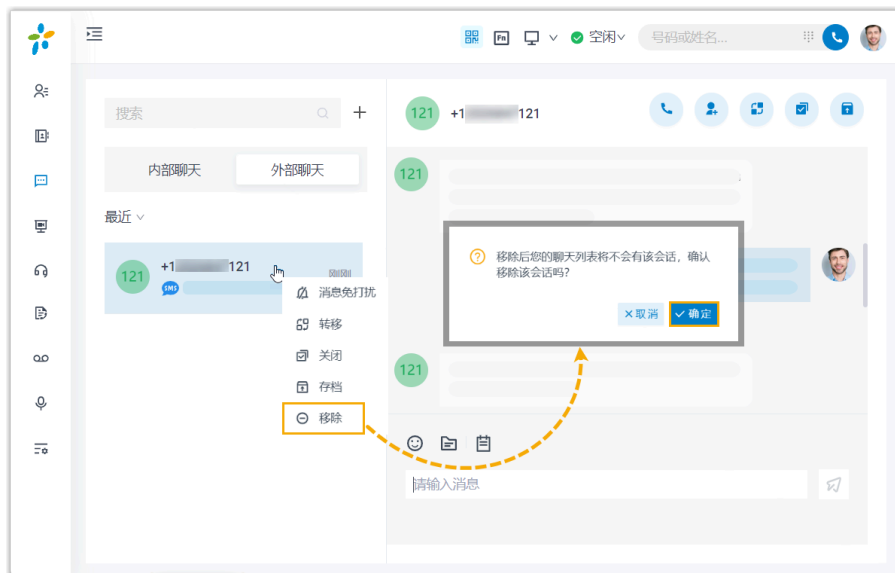 Fn
空闲
号码或姓名...
搜索
121
+1 121
内部聊天
外部聊天
121
最近
121
+1 121
SMS
移除后您的聊天列表将不会有该会话，确认
移除该会话吗?
取消
确定
消息免打扰
转移
关闭
存档
移除
121
请输入消息